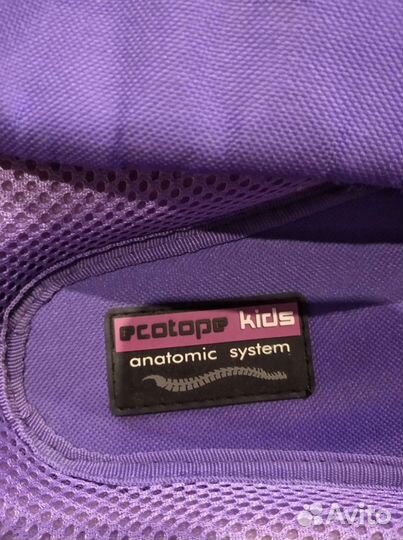 ecotope kids
anatomic system
Avito